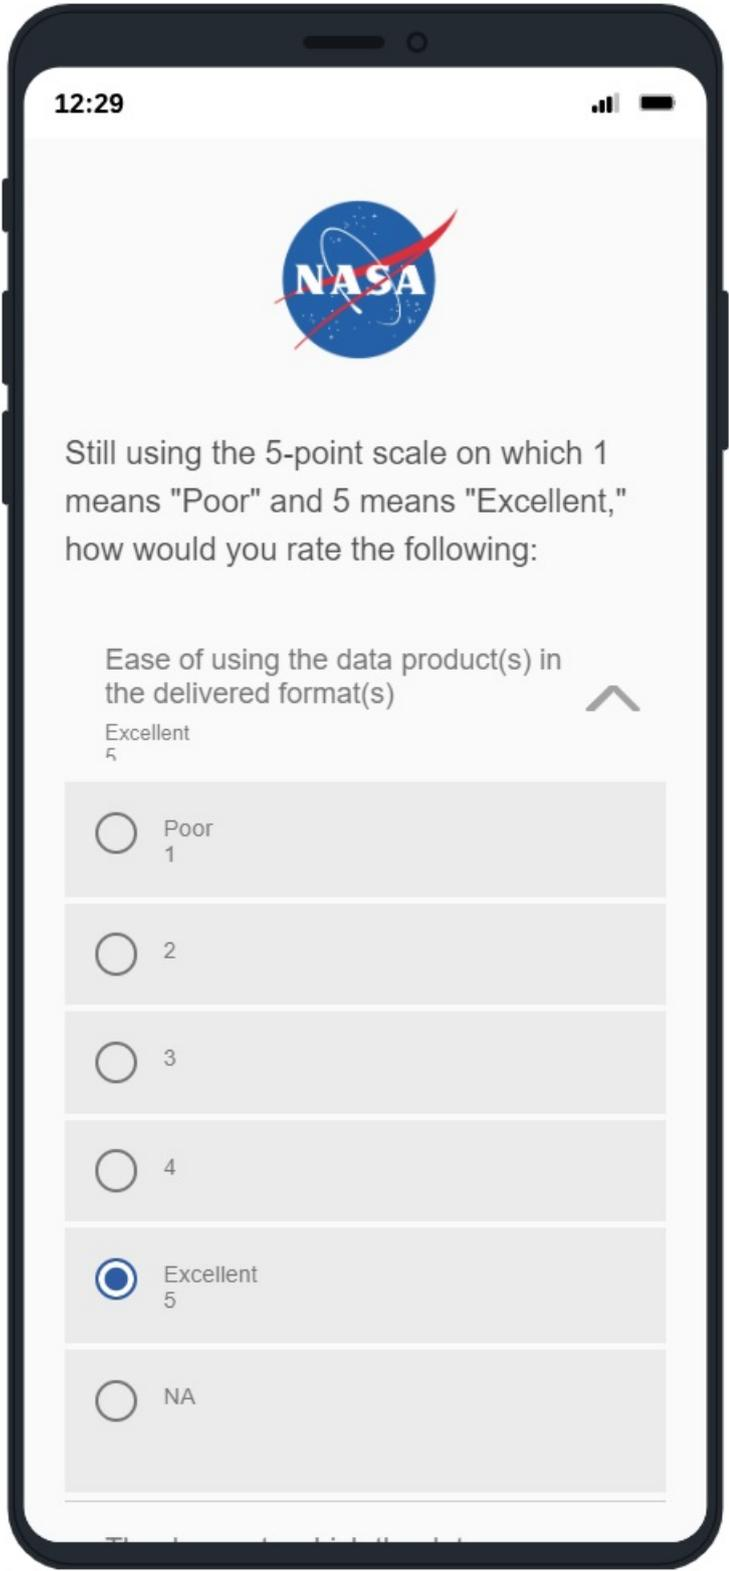 12:29
NASA
Still using the 5-point scale on which 1
means "Poor" and 5 means "Excellent,"
how would you rate the following:
Ease of using the data product(s) in
the delivered format(s)
Excellent
5
Poor
1
2
3
4
Excellent
5
NA